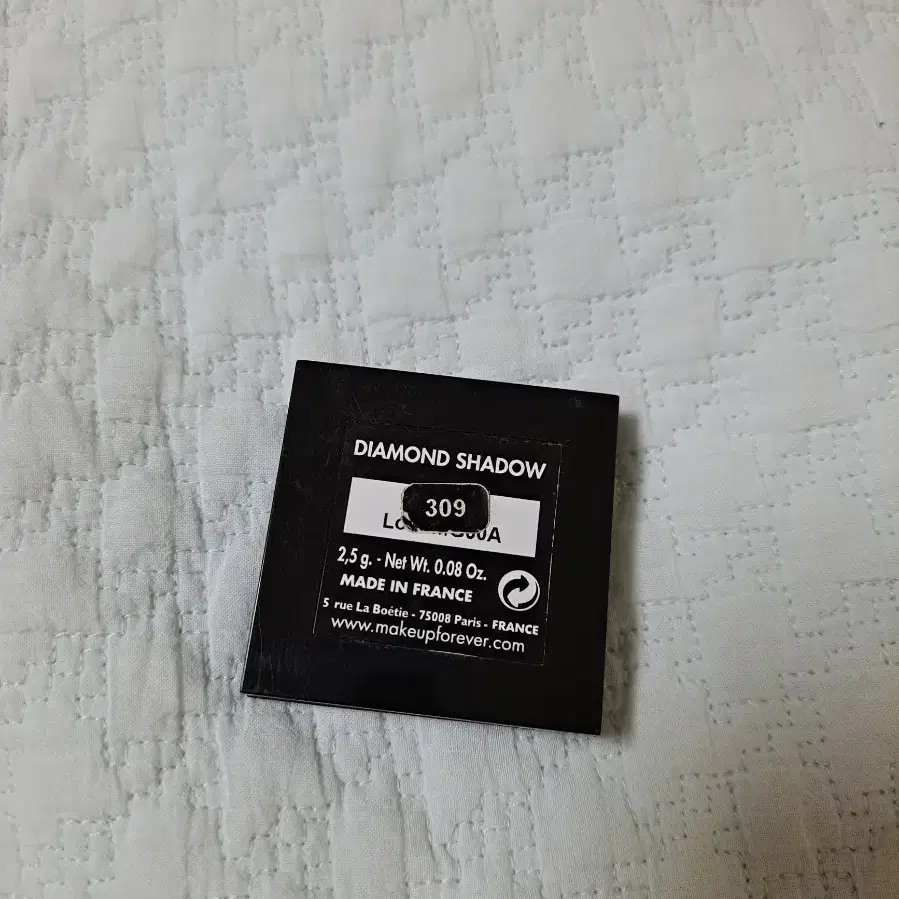 DIAMOND SHADOW
309
2,5 g. - Net Wt. 0.08 Oz.
MADE IN FRANCE
5 rue La Boétie - 75008 Paris - FRANCE
www.makeupforever.com